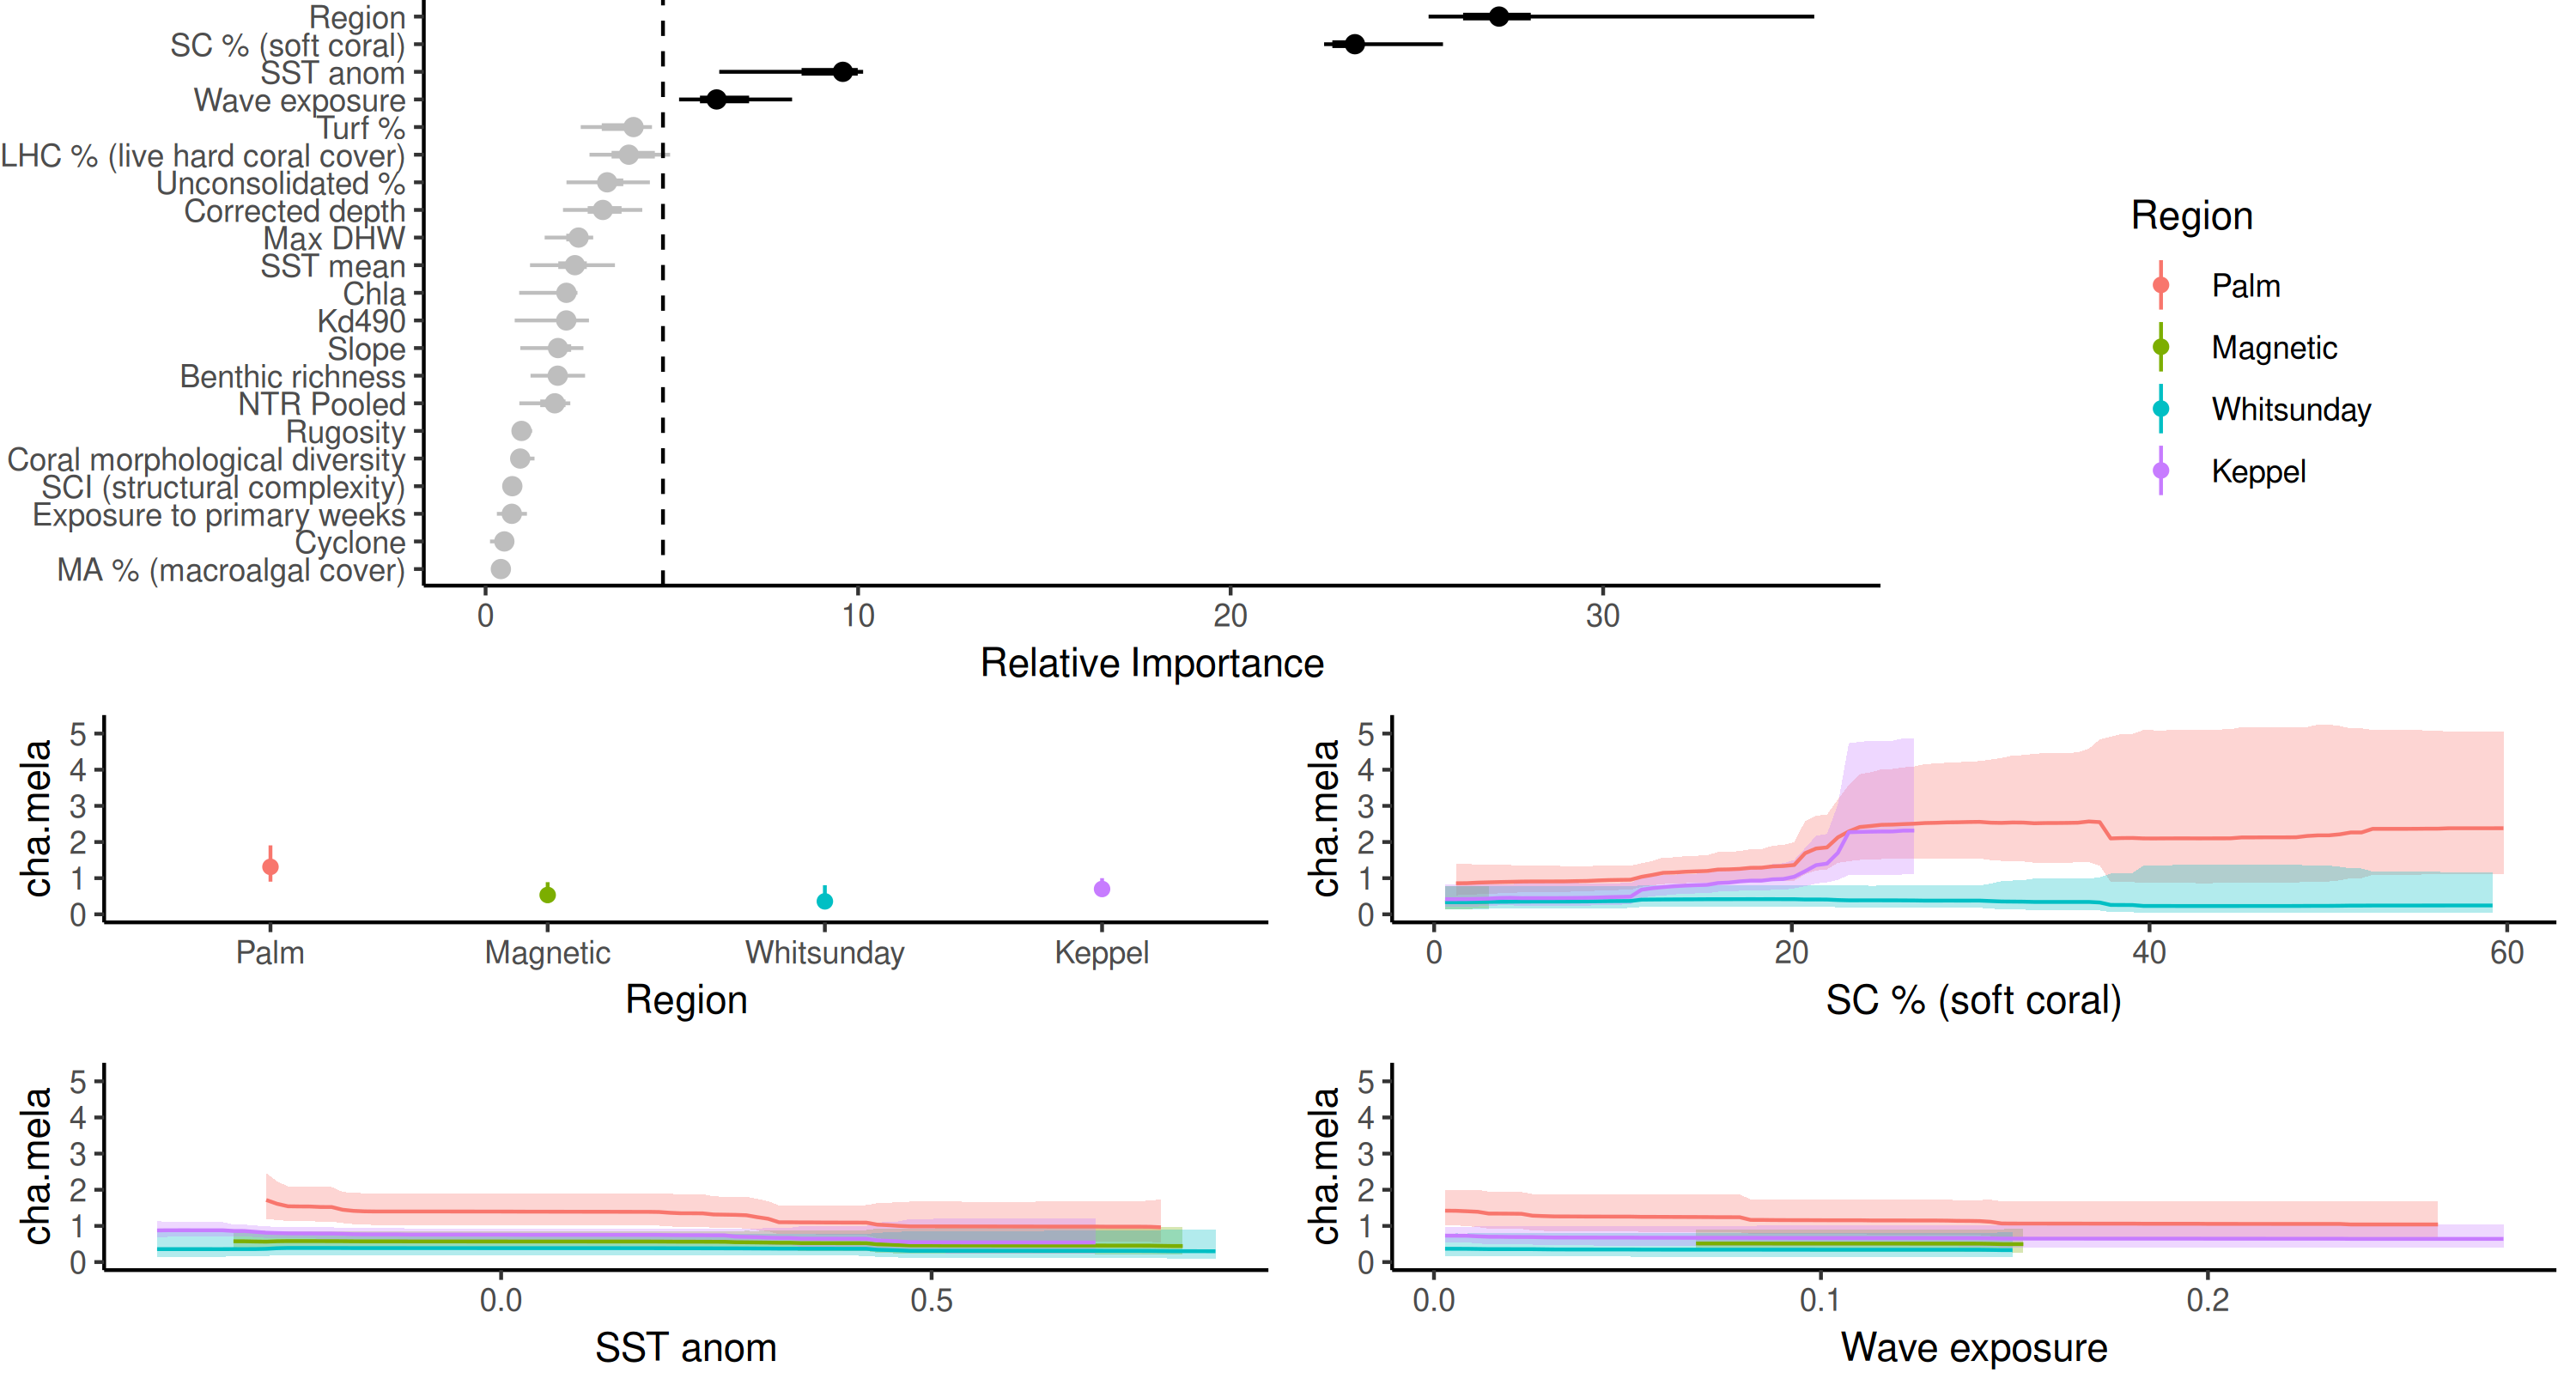 Region
SC % (soft coral)
SST anom
Wave exposure
Turf %
LHC % (live hard coral cover)
Unconsolidated %
Corrected depth
Max DHW
SST mean
Chla
Kd490
Slope
Benthic richness
NTR Pooled
Rugosity
Coral morphological diversity
SCI (structural complexity)
Exposure to primary weeks
Cyclone
MA % (macroalgal cover)
0 10 20 30
Relative Importance
Region
Palm
Magnetic
Whitsunday
Keppel
cha.mela
5
4
3
2
1
0
Palm Magnetic Whitsunday Keppel
Region
cha.mela
5
4
3
2
1
0
0 20 40 60
SC % (soft coral)
cha.mela
5
4
3
2
1
0
0.0 0.5
SST anom
cha.mela
5
4
3
2
1
0
0.0 0.1 0.2
Wave exposure